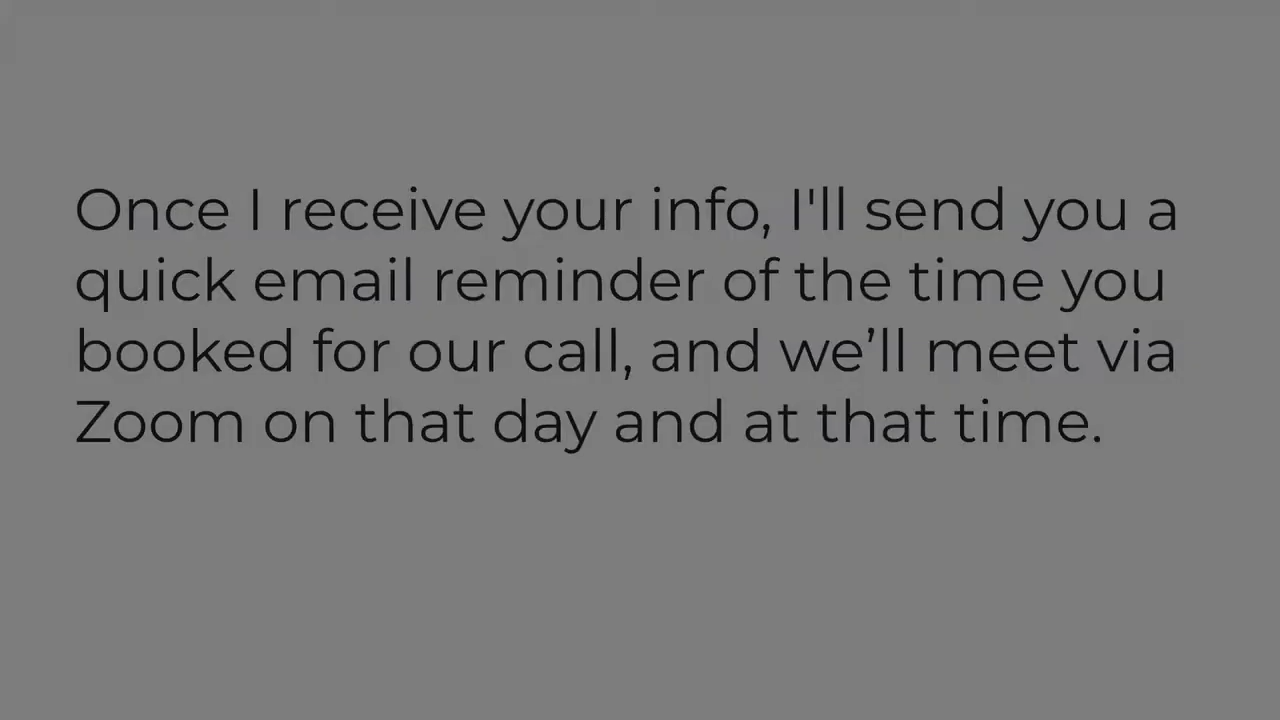 Once I receive your info, I'll send you a
quick email reminder of the time you
booked for our call, and we’ll meet via
Zoom on that day and at that time.